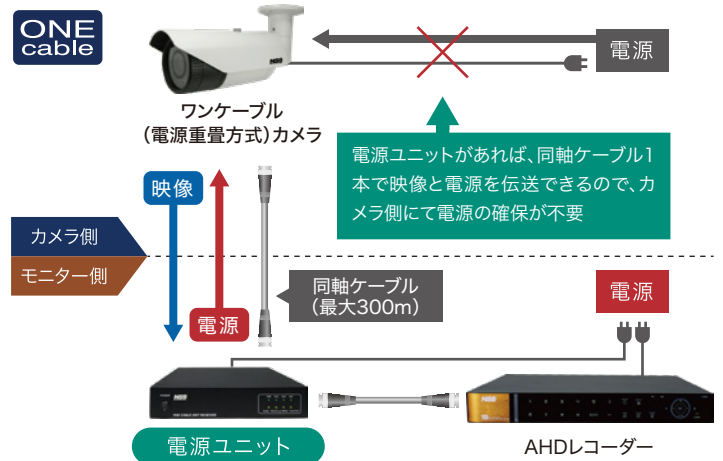 ONE
cable
電源
ワンケーブル
（電源重畳方式）カメラ
電源ユニットがあれば、同軸ケーブル1
本で映像と電源を伝送できるので、カ
メラ側にて電源の確保が不要
映像
カメラ側
モニター側
同軸ケーブル
（最大300m）
電源
電源
NSS
NSS
電源ユニット
AHDレコーダー